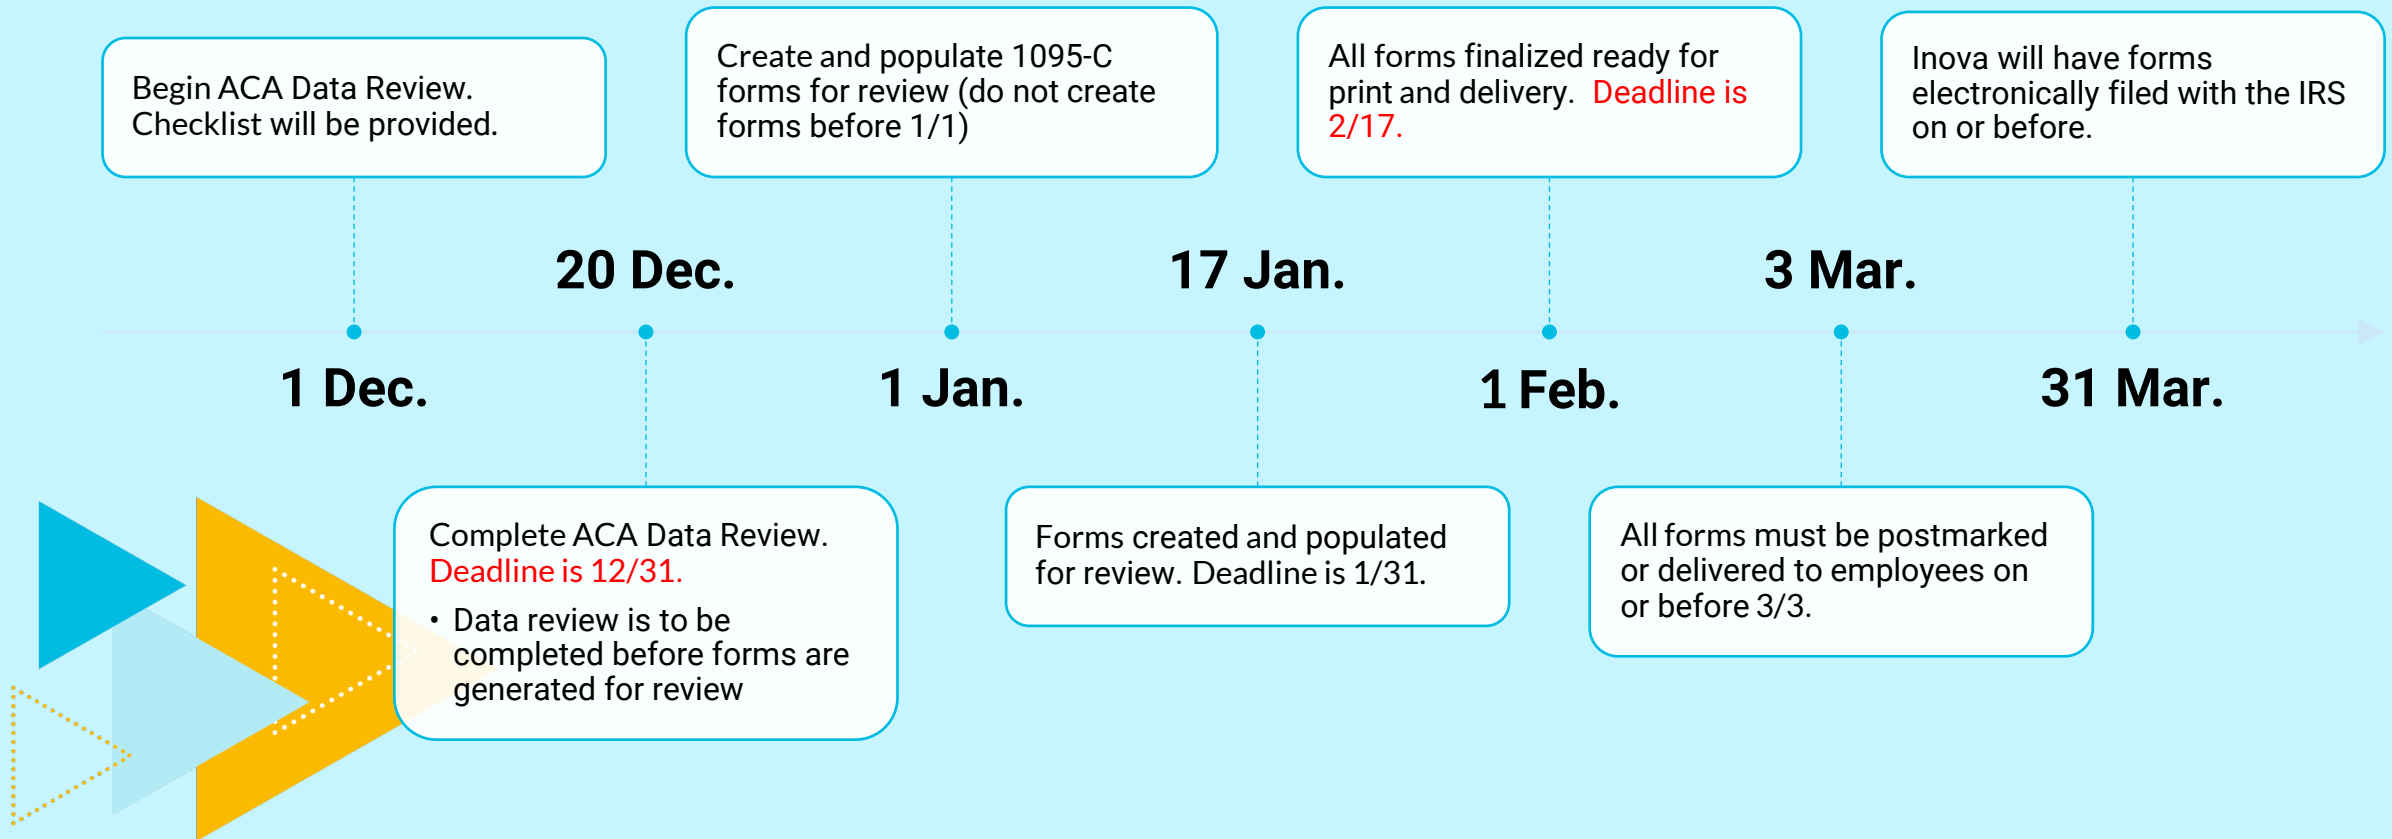 Begin ACA Data Review.
Checklist will be provided.
Create and populate 1095-C
forms for review (do not create
forms before 1/1)
All forms finalized ready for
print and delivery. Deadline is
2/17.
Inova will have forms
electronically filed with the IRS
on or before.
20 Dec.
17 Jan.
3 Mar.
1 Dec.
1 Jan.
1 Feb.
31 Mar.
Complete ACA Data Review.
Deadline is 12/31.
• Data review is to be
completed before forms are
generated for review
Forms created and populated
for review. Deadline is 1/31.
All forms must be postmarked
or delivered to employees on
or before 3/3.